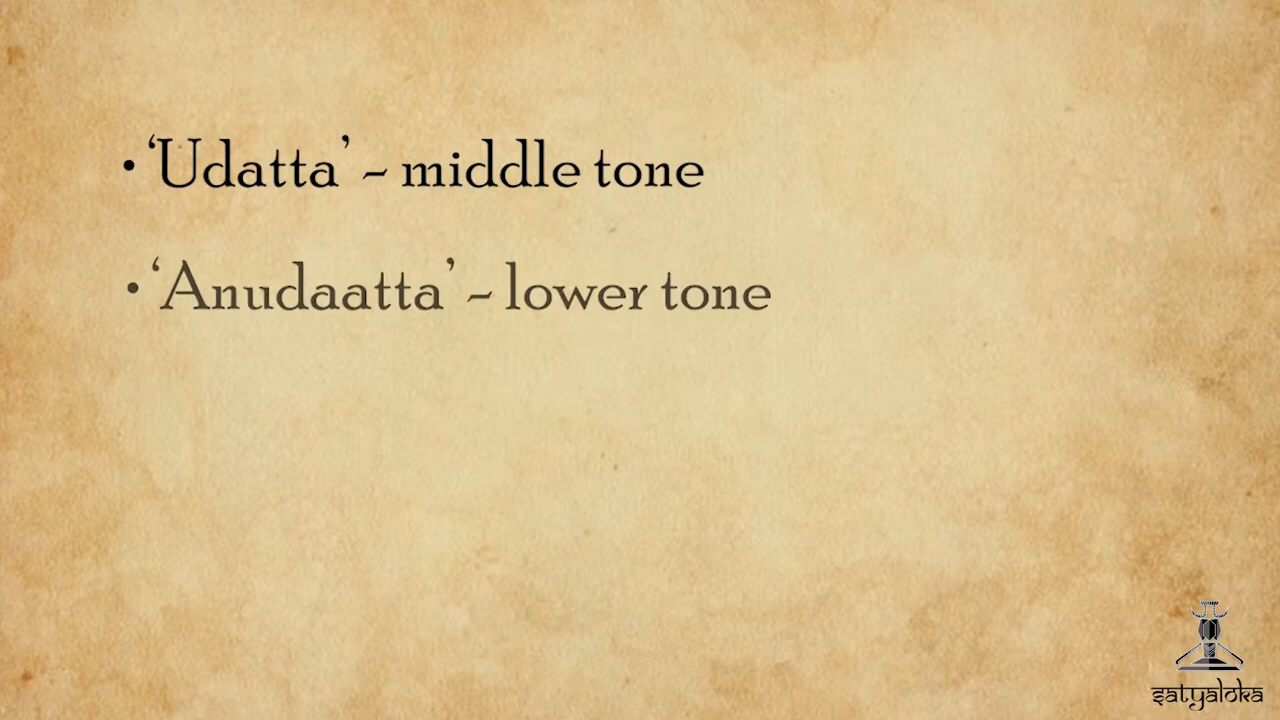 • ‘Udatta’ - middle tone
• ‘Anudaatta’ - lower tone
satyaloka